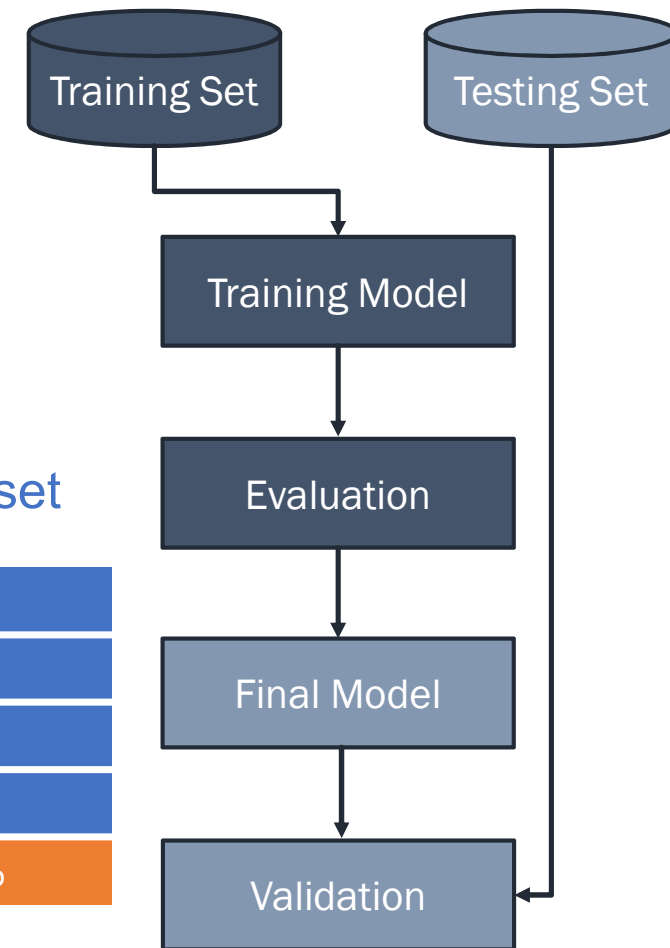 Training Set
Testing Set
Training Model
set
Evaluation
Final Model
Validation